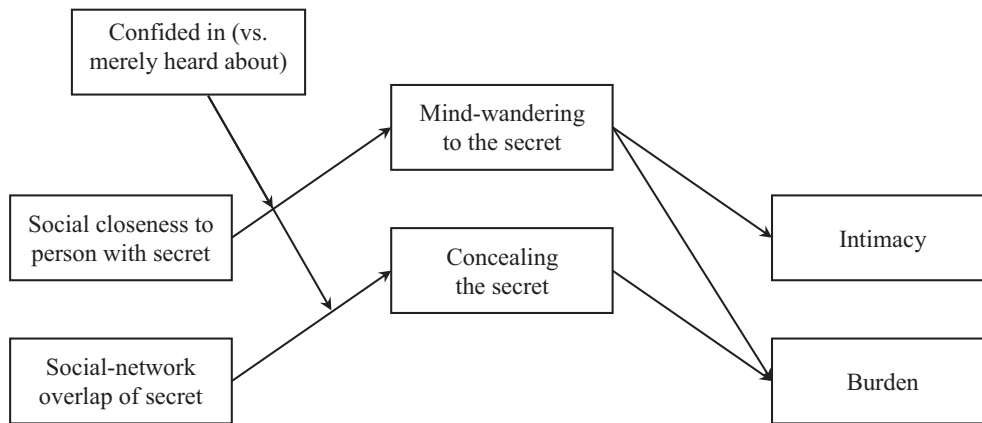 Confided in (vs.
merely heard about)
Mind-wandering
to the secret
Social closeness to
person with secret
Intimacy
Concealing
the secret
Social-network
overlap of secret
Burden